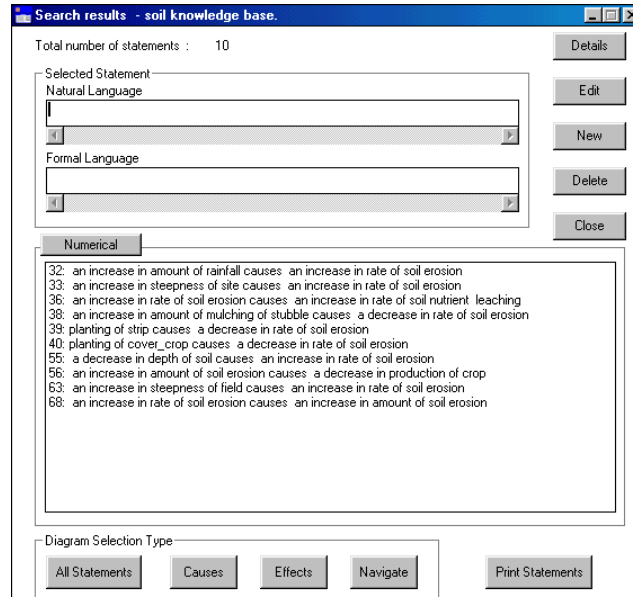 Search results - soil knowledge base.
Total number of statements : 10
Details
Selected Statement
Natural Language
Edit
New
Formal Language
Delete
Close
Numerical
32: an increase in amount of rainfall causes an increase in rate of soil erosion
33: an increase in steepness of site causes an increase in rate of soil erosion
36: an increase in rate of soil erosion causes an increase in rate of soil nutrient leaching
38: an increase in amount of mulching of stubble causes a decrease in rate of soil erosion
39: planting of strip causes a decrease in rate of soil erosion
40: planting of cover_crop causes a decrease in rate of soil erosion
55: a decrease in depth of soil causes an increase in rate of soil erosion
56: an increase in amount of soil erosion causes a decrease in production of crop
63: an increase in steepness of field causes an increase in rate of soil erosion
68: an increase in rate of soil erosion causes an increase in amount of soil erosion
Diagram Selection Type
All Statements Causes Effects Navigate Print Statements